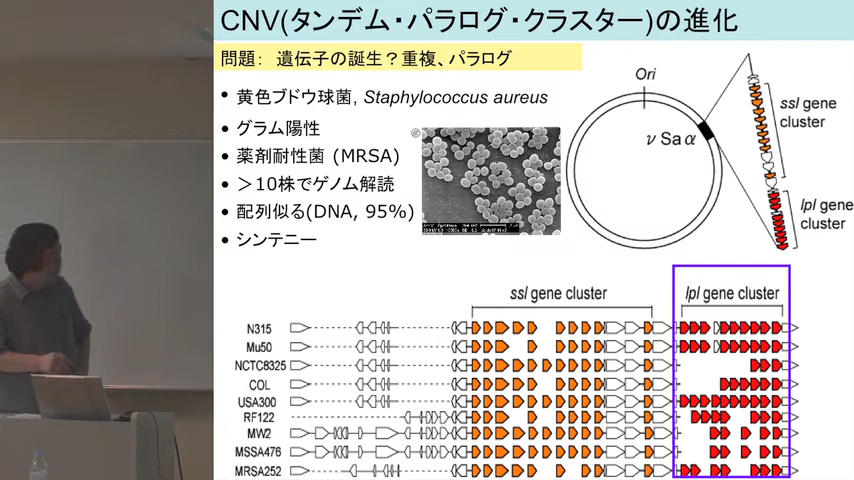 CNV(タンデム・パラログ・クラスター)の進化
問題： 遺伝子の誕生？重複、パラログ
• 黄色ブドウ球菌, Staphylococcus aureus
• グラム陽性
• 薬剤耐性菌 (MRSA)
• ＞10株でゲノム解読
• 配列似る(DNA, 95%)
• シンテニー
©
Ori
ν Sa α
ssl gene
cluster
lpl gene
cluster
ssl gene cluster
lpl gene cluster
N315
Mu50
NCTC8325
COL
USA300
RF122
MW2
MSSA476
MRSA252